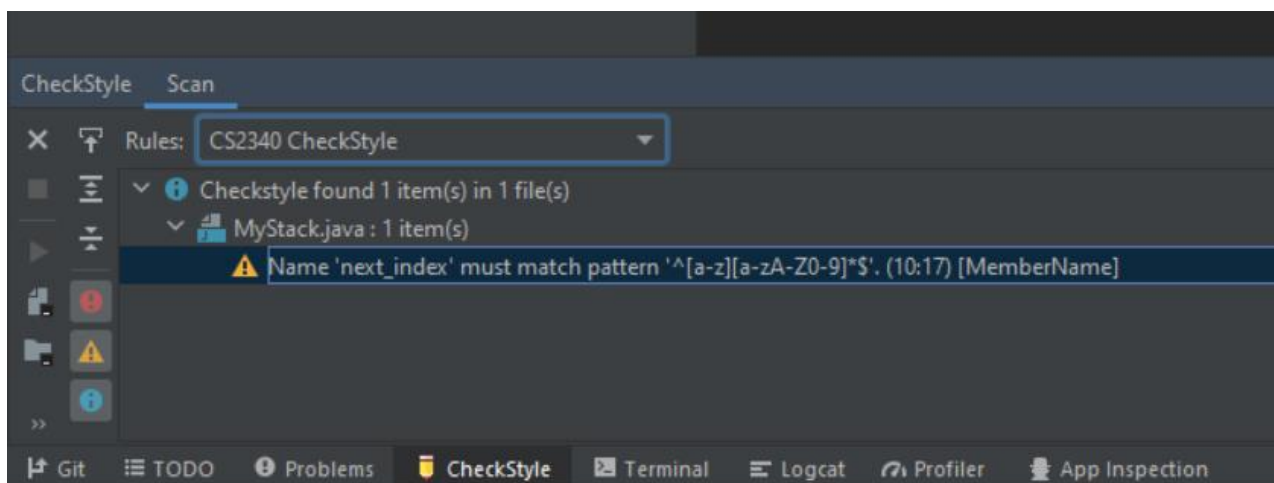 CheckStyle Scan
Rules: CS2340 CheckStyle
Checkstyle found 1 item(s) in 1 file(s)
MyStack.java : 1 item(s)
Name 'next_index' must match pattern '^[a-z][a-zA-Z0-9]*$'. (10:17) [MemberName]
Git TODO Problems CheckStyle Terminal Logcat Profiler App Inspection